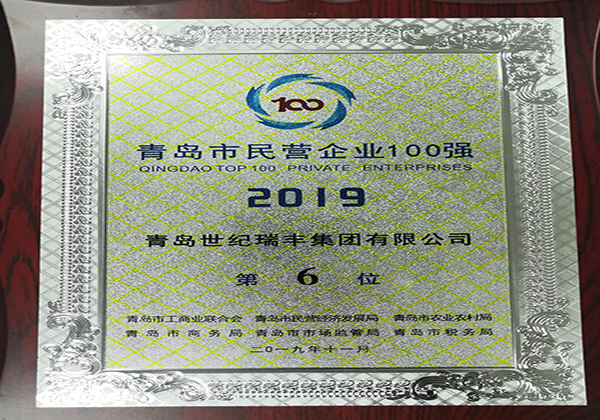 100
青岛市民营企业100强
QINGDAO TOP 100 PRIVATE ENTERPRISES
2019
青岛世纪瑞丰集团有限公司
第 6 位
青岛市工商业联合会 青岛市民营经济发展局 青岛市农业农村局
青岛市商务局 青岛市市场监管局 青岛市税务局
二〇一九年十一月